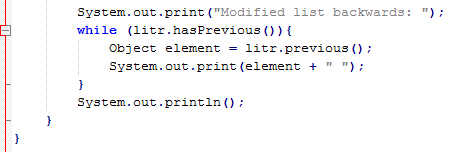 System.out.print("Modified list backwards: ");
while (litr.hasPrevious()){
Object element = litr.previous();
System.out.print(element + " ");
}
System.out.println();
}
}